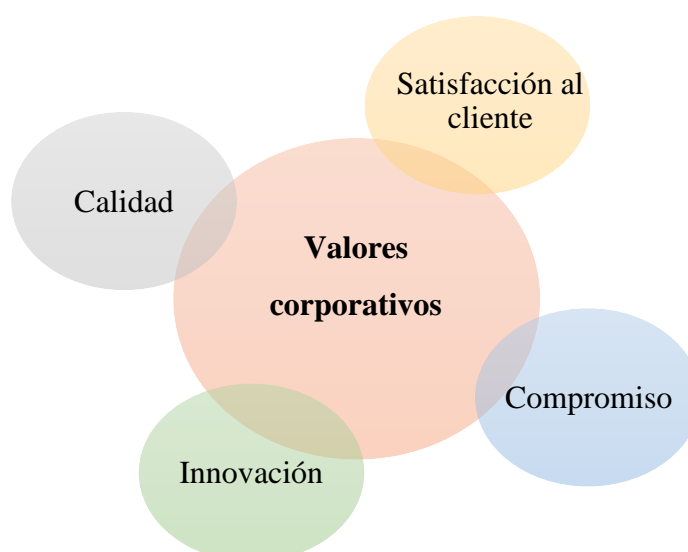 Satisfacción al
cliente
Calidad
Valores
corporativos
Compromiso
Innovación